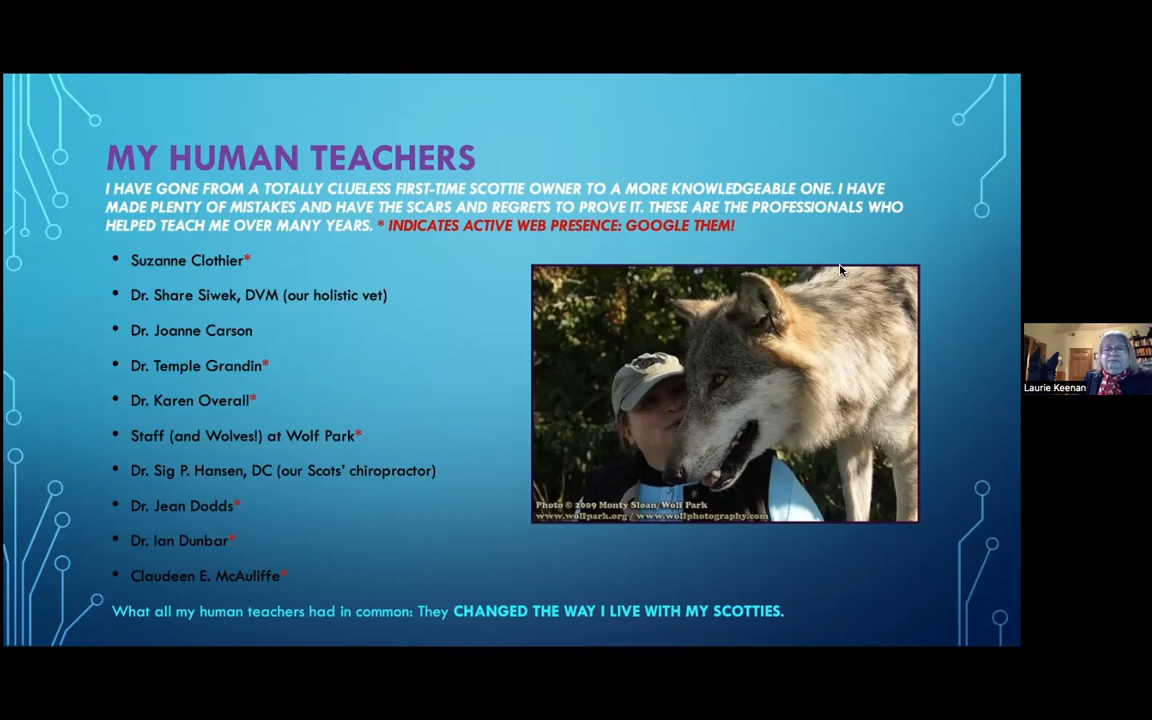 MY HUMAN TEACHERS
I HAVE GONE FROM A TOTALLY CLUELESS FIRST-TIME SCOTTIE OWNER TO A MORE KNOWLEDGEABLE ONE. I HAVE
MADE PLENTY OF MISTAKES AND HAVE THE SCARS AND REGRETS TO PROVE IT. THESE ARE THE PROFESSIONALS WHO
HELPED TEACH ME OVER MANY YEARS. * INDICATES ACTIVE WEB PRESENCE: GOOGLE THEM!
• Suzanne Clothier*
• Dr. Share Siwek, DVM (our holistic vet)
• Dr. Joanne Carson
• Dr. Temple Grandin*
• Dr. Karen Overall*
• Staff (and Wolves!) at Wolf Park*
• Dr. Sig P. Hansen, DC (our Scots' chiropractor)
• Dr. Jean Dodds*
• Dr. Ian Dunbar*
• Claudeen E. McAuliffe*
Photo © 2009 Monty Sloan/Wolf Park
www.wolfpark.org / www.wolfphotography.com
What all my human teachers had in common: They CHANGED THE WAY I LIVE WITH MY SCOTTIES.
Laurie Keenan